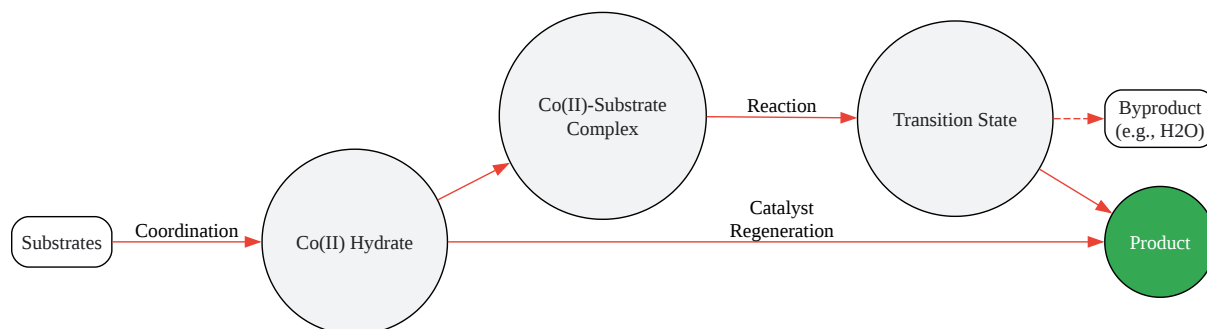 Substrates
Coordination
Co(II) Hydrate
Co(II)-Substrate
Complex
Reaction
Transition State
Byproduct
(e.g., H2O)
Catalyst
Regeneration
Product